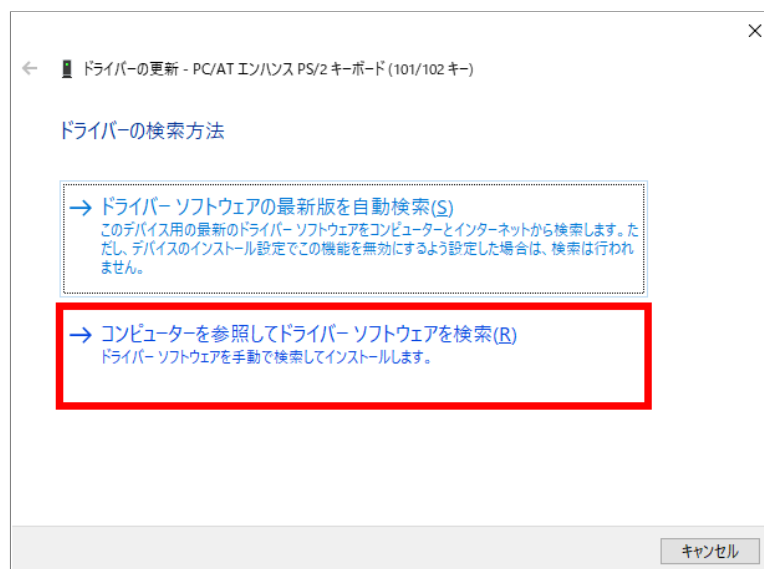 ドライバーの更新 - PC/AT エンハンス PS/2 キーボード (101/102 キー)
ドライバーの検索方法
→ ドライバー ソフトウェアの最新版を自動検索(S)
このデバイス用の最新のドライバー ソフトウェアをコンピューターとインターネットから検索します。た
だし、デバイスのインストール設定でこの機能を無効にするよう設定した場合は、検索は行われ
ません。
→ コンピューターを参照してドライバー ソフトウェアを検索(R)
ドライバー ソフトウェアを手動で検索してインストールします。
キャンセル